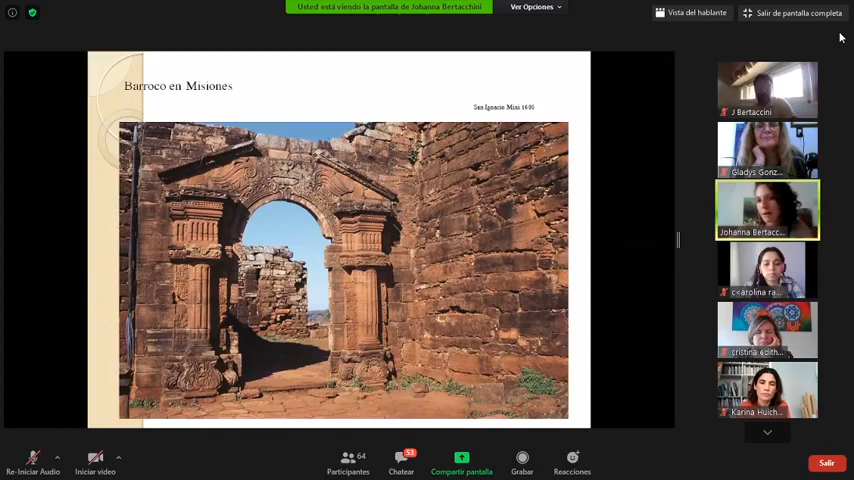 Usted está viendo la pantalla de Johanna Bertacchini
Ver Opciones
Vista del hablante
Salir de pantalla completa
Barroco en Misiones
San Ignacio Miní 1695
J Bertaccini
Gladys Gonz...
Johanna Bertacc...
carolina ra...
cristina edith...
Karina Huich...
Re-Iniciar Audio
Iniciar video
64
Participantes
53
Chatear
Compartir pantalla
Grabar
Reacciones
Salir